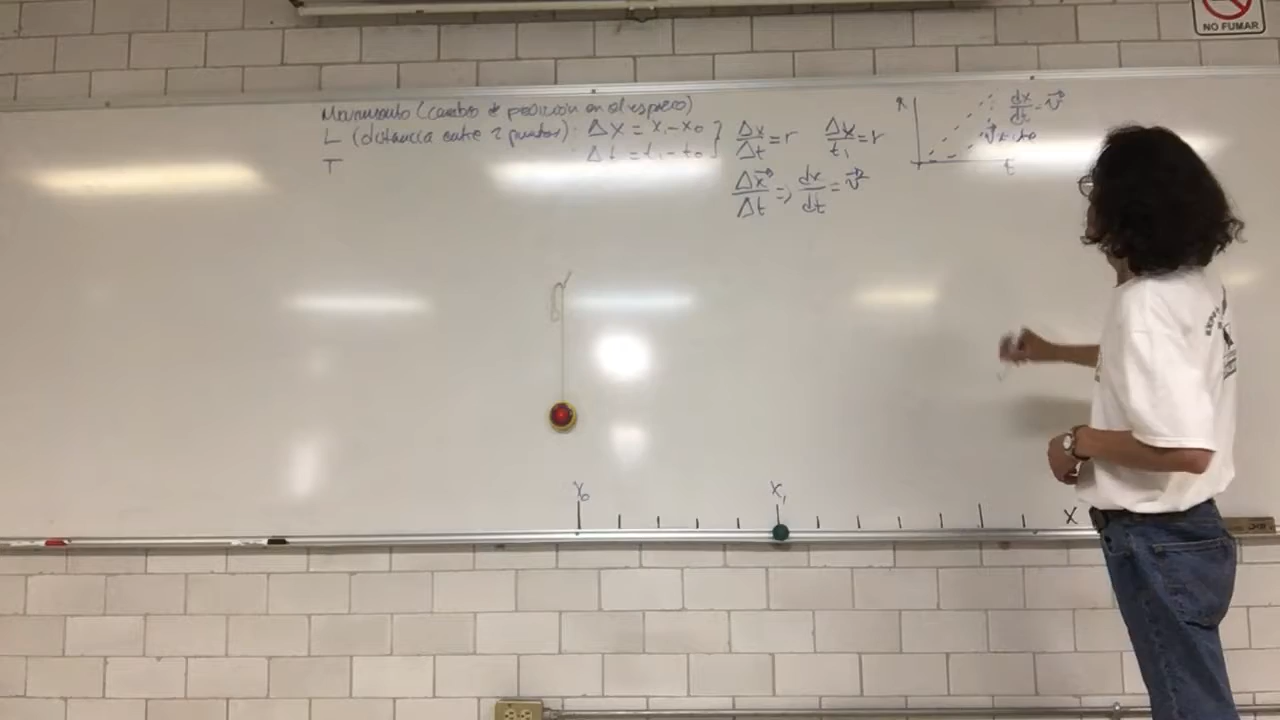 Movimiento (cambio de posición en el espacio)
L (distancia entre 2 puntos): Δx = x₁ - x₀
T Δt = t₁ - t₀
Δx/Δt = r Δx/t₁ = r
Δx⃗/Δt => dx/dt = v⃗
x
dx/dt = v⃗
t
X₀ X₁ X
NO FUMAR